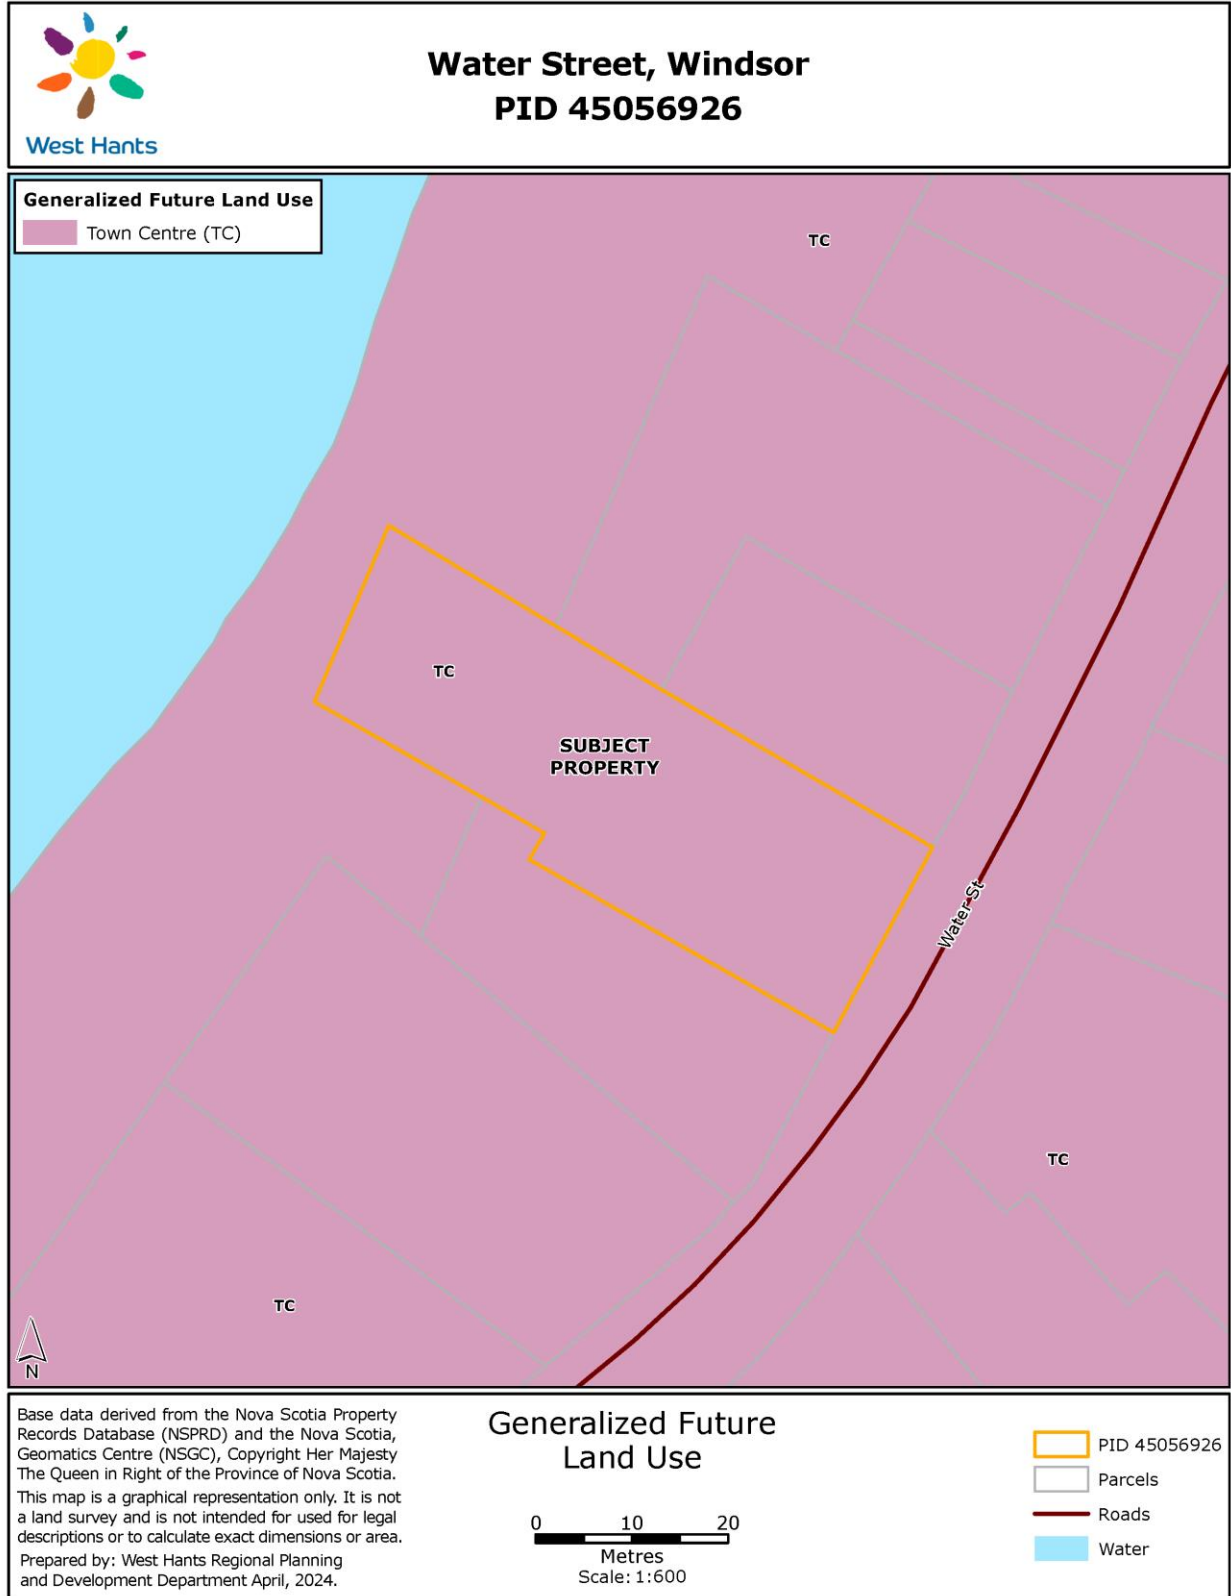 West Hants
Water Street, Windsor
PID 45056926
Generalized Future Land Use
Town Centre (TC)
TC
TC
SUBJECT
PROPERTY
Water St
TC
TC
N
Base data derived from the Nova Scotia Property
Records Database (NSPRD) and the Nova Scotia,
Geomatics Centre (NSGC), Copyright Her Majesty
The Queen in Right of the Province of Nova Scotia.
This map is a graphical representation only. It is not
a land survey and is not intended for used for legal
descriptions or to calculate exact dimensions or area.
Prepared by: West Hants Regional Planning
and Development Department April, 2024.
Generalized Future
Land Use
0 10 20
Metres
Scale: 1:600
PID 45056926
Parcels
Roads
Water